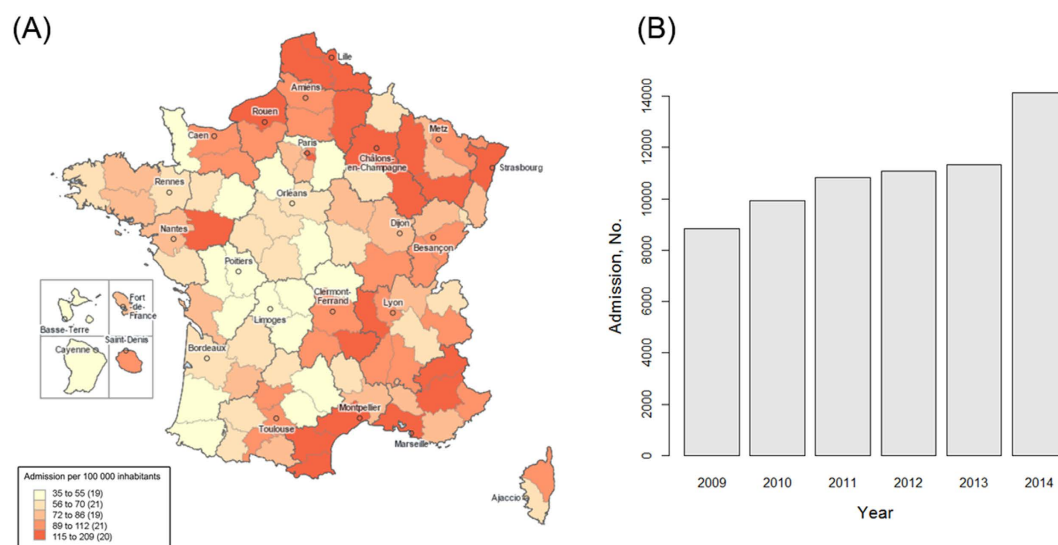 (A)
(B)
Lille
Amiens
Rouen
Caen
Metz
Paris
Châlons-
en-Champagne
Strasbourg
Rennes
Orléans
Nantes
Dijon
Besançon
Poitiers
Clermont-
Ferrand
Lyon
Limoges
Fort-
de-
France
Basse-Terre
Saint-Denis
Cayenne
Bordeaux
Montpellier
Toulouse
Marseille
Ajaccio
Admission per 100 000 inhabitants
35 to 55 (19)
56 to 70 (21)
72 to 86 (19)
89 to 112 (21)
115 to 209 (20)
Admission, No.
14000
12000
10000
8000
6000
4000
2000
0
2009 2010 2011 2012 2013 2014
Year